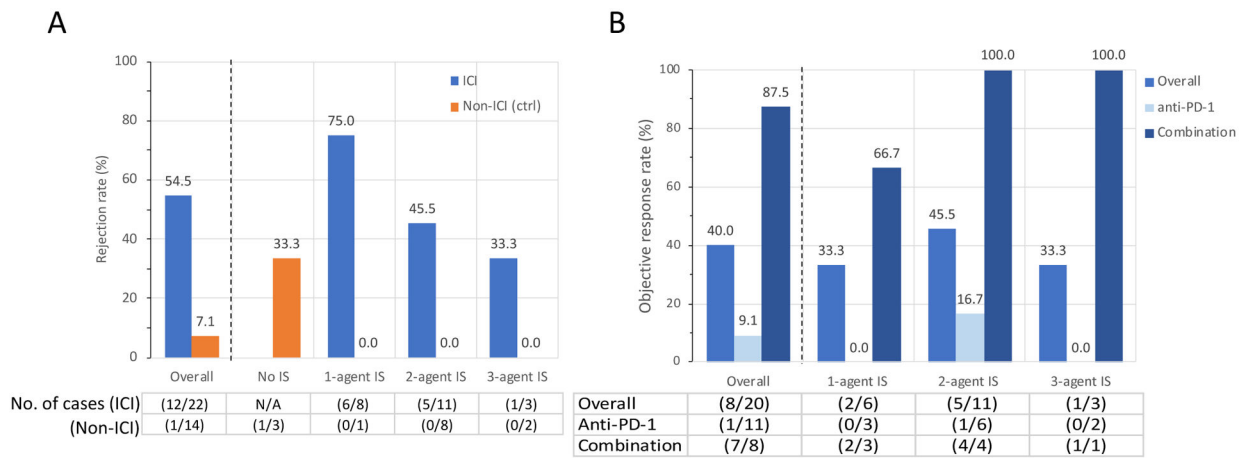 A
Rejection rate (%)
100
80
60
40
20
0
ICI
Non-ICI (ctrl)
54.5
7.1
33.3
75.0
0.0
45.5
0.0
33.3
0.0
Overall No IS 1-agent IS 2-agent IS 3-agent IS
No. of cases (ICI) (12/22) N/A (6/8) (5/11) (1/3)
(Non-ICI) (1/14) (1/3) (0/1) (0/8) (0/2)
B
Objective response rate (%)
100
80
60
40
20
0
Overall
anti-PD-1
Combination
40.0
9.1
87.5
33.3
0.0
66.7
45.5
16.7
100.0
33.3
0.0
100.0
Overall 1-agent IS 2-agent IS 3-agent IS
Overall (8/20) (2/6) (5/11) (1/3)
Anti-PD-1 (1/11) (0/3) (1/6) (0/2)
Combination (7/8) (2/3) (4/4) (1/1)